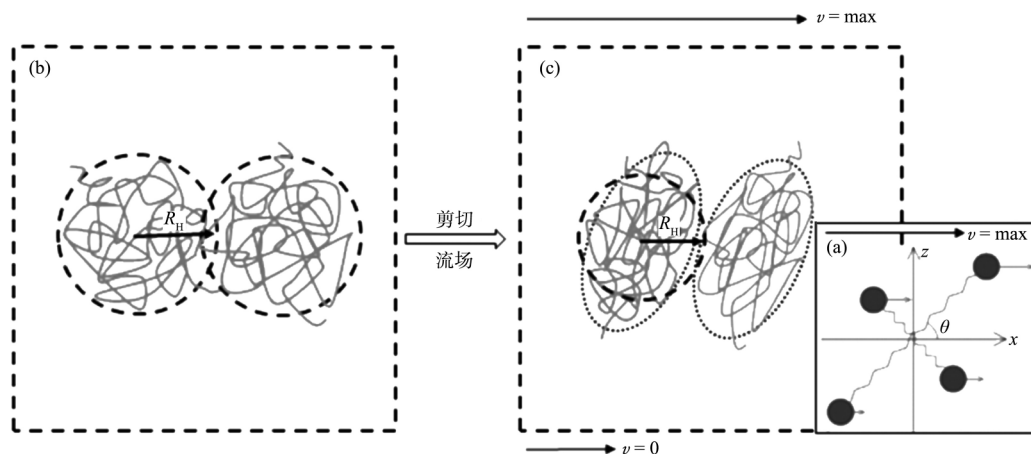 v = max
(b)
(c)
R_H
剪切
流场
R_H
(a)
v = max
z
θ
x
v = 0